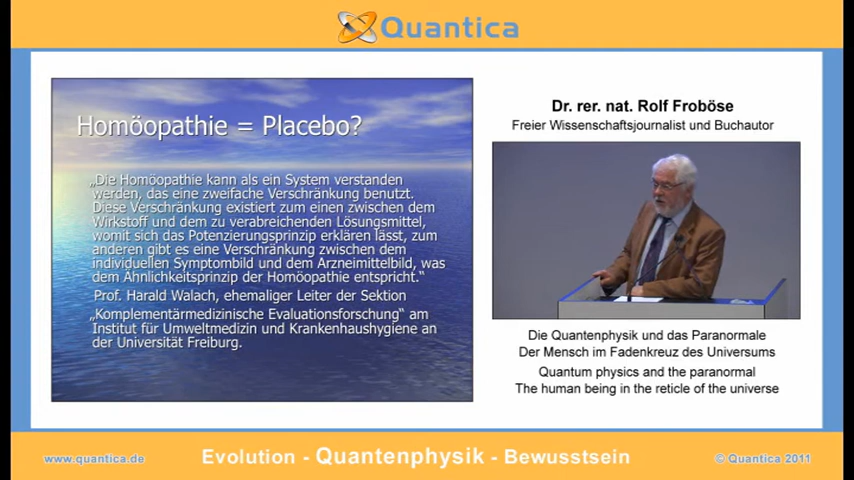 Quantica
Homöopathie = Placebo?
„Die Homöopathie kann als ein System verstanden
werden, das eine zweifache Verschränkung benutzt.
Diese Verschränkung existiert zum einen zwischen dem
Wirkstoff und dem zu verabreichenden Lösungsmittel,
womit sich das Potenzierungsprinzip erklären lässt, zum
anderen gibt es eine Verschränkung zwischen dem
individuellen Symptombild und dem Arzneimittelbild, was
dem Ähnlichkeitsprinzip der Homöopathie entspricht.“
Prof. Harald Walach, ehemaliger Leiter der Sektion
„Komplementärmedizinische Evaluationsforschung“ am
Institut für Umweltmedizin und Krankenhaushygiene an
der Universität Freiburg.
Dr. rer. nat. Rolf Froböse
Freier Wissenschaftsjournalist und Buchautor
Die Quantenphysik und das Paranormale
Der Mensch im Fadenkreuz des Universums
Quantum physics and the paranormal
The human being in the reticle of the universe
www.quantica.de
Evolution - Quantenphysik - Bewusstsein
© Quantica 2011